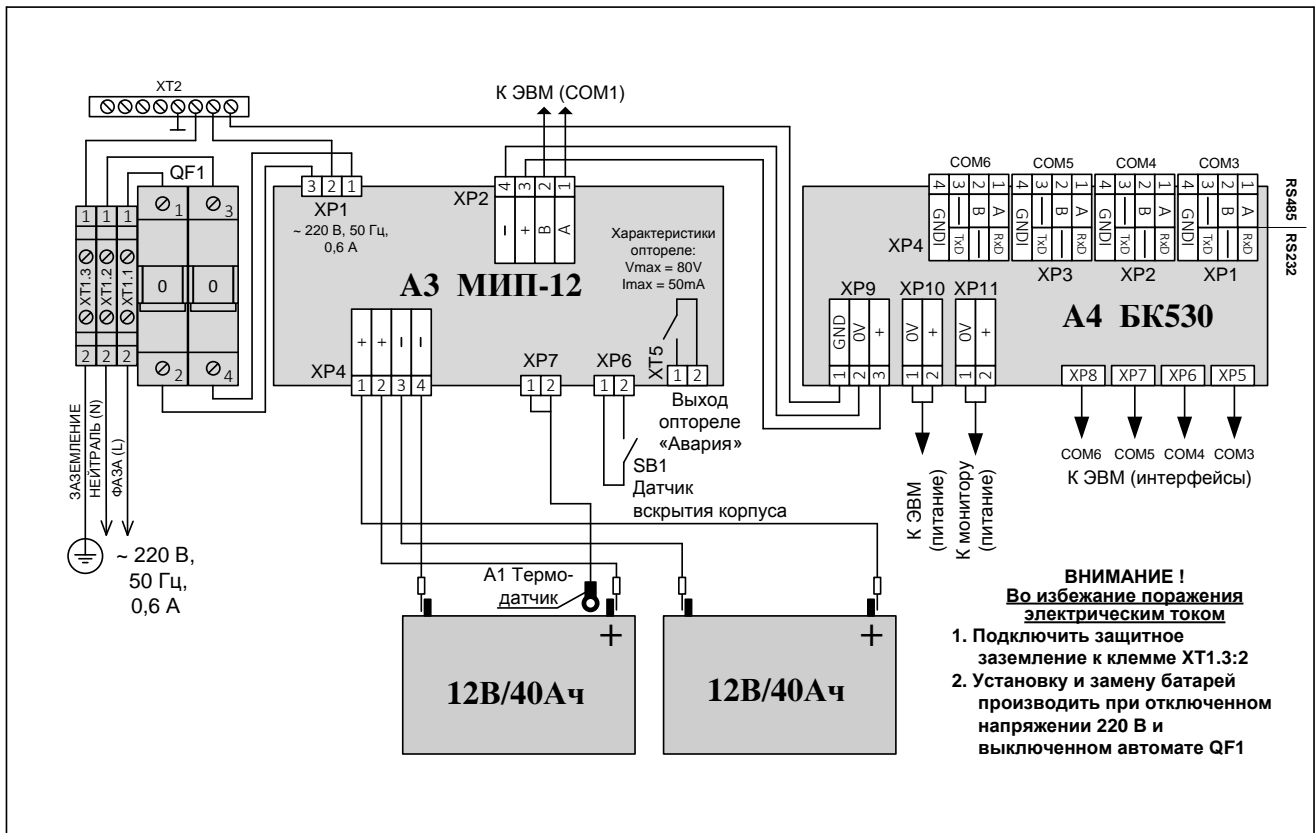 XT2
К ЭВМ (COM1)
QF1
1
1
1
XT1.3
XT1.2
XT1.1
2
2
2
1
3
0
0
2
4
ЗАЗЕМЛЕНИЕ
НЕЙТРАЛЬ (N)
ФАЗА (L)
~ 220 В,
50 Гц,
0,6 А
3 2 1
XP1
~ 220 В, 50 Гц,
0,6 А
XP2
4 3 2 1
– + B A
Характеристики
оптореле:
Vmax = 80V
Imax = 50mA
А3 МИП-12
+ + – –
XP4
1 2 3 4
XP7
1 2
XP6
1 2
XT5
1 2
Выход
оптореле
«Авария»
SB1
Датчик
вскрытия корпуса
А1 Термо-
датчик
+
12В/40Ач
+
12В/40Ач
COM6
COM5
COM4
COM3
4 3 2 1
4 3 2 1
4 3 2 1
4 3 2 1
GNDI — B A
TxD RxD
GNDI — B A
TxD RxD
GNDI — B A
TxD RxD
GNDI — B A
TxD RxD
RS485
RS232
XP4
XP3
XP2
XP1
XP9
XP10
XP11
GND 0V +
0V +
0V +
1 2 3
1 2
1 2
А4 БК530
XP8
XP7
XP6
XP5
COM6
COM5
COM4
COM3
К ЭВМ (интерфейсы)
К ЭВМ
(питание)
К монитору
(питание)
ВНИМАНИЕ !
Во избежание поражения
электрическим током
1. Подключить защитное
заземление к клемме XT1.3:2
2. Установку и замену батарей
производить при отключенном
напряжении 220 В и
выключенном автомате QF1